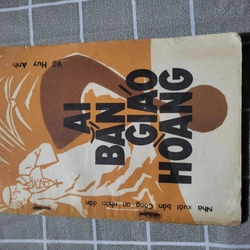 Vũ Huy Anh
AI
BẮN
GIÁO
HOÀNG
Nhà xuất bản Công an nhân dân